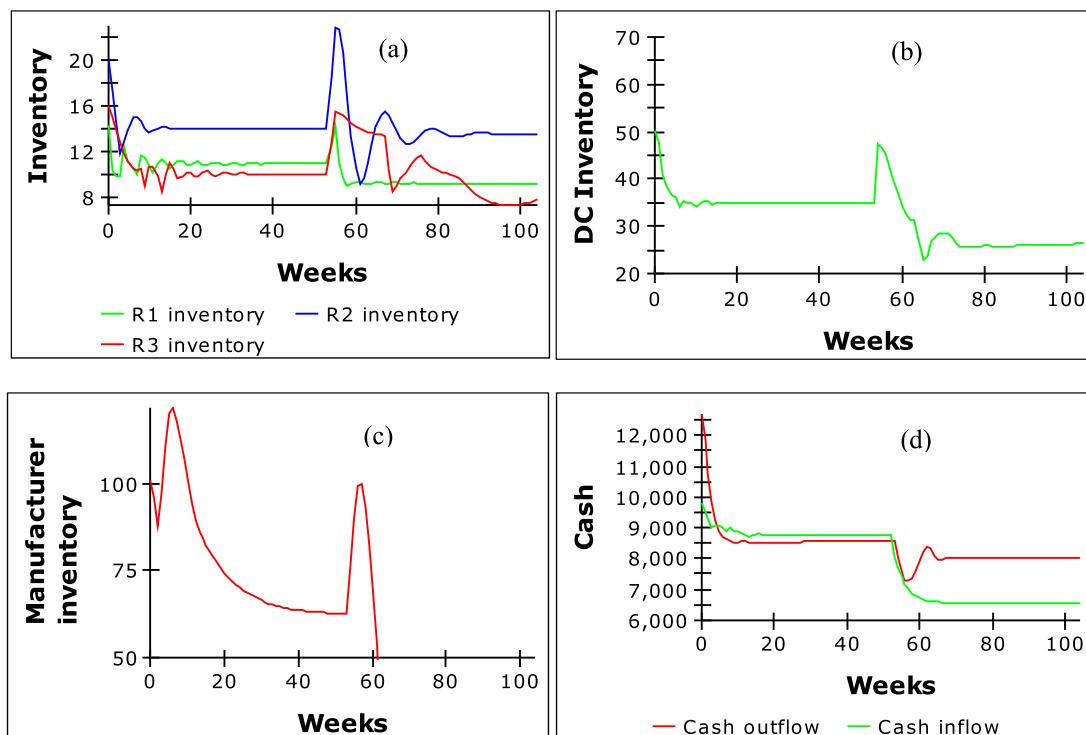 (a)
Inventory
20
16
12
8
0 20 40 60 80 100
Weeks
R1 inventory R2 inventory
R3 inventory
(b)
DC Inventory
70
60
50
40
30
20
0 20 40 60 80 100
Weeks
(c)
Manufacturer
inventory
100
75
50
0 20 40 60 80 100
Weeks
(d)
Cash
12,000
11,000
10,000
9,000
8,000
7,000
6,000
0 20 40 60 80 100
Weeks
Cash outflow Cash inflow